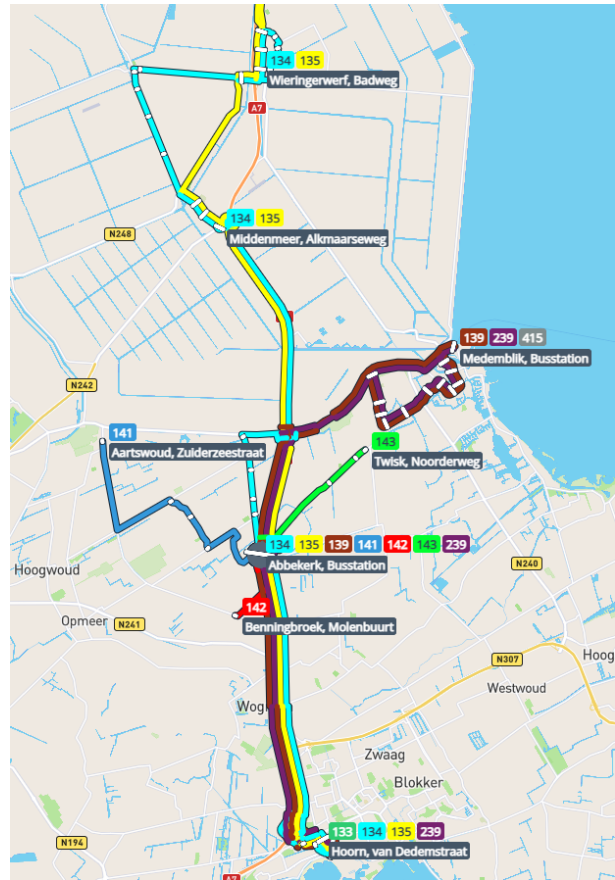 134 135
Wieringerwerf, Badweg
A7
134 135
Middenmeer, Alkmaarseweg
N248
139 239 415
Medemblik, Busstation
N242
141
Aartswoud, Zuiderzeestraat
143
Twisk, Noorderweg
134 135 139 141 142 143 239
Abbekerk, Busstation
Hoogwoud
N240
142
Opmeer
N241
Benningbroek, Molenbuurt
Hoog
N307
Westwoud
Wog
Zwaag
Blokker
133 134 135 239
N194
Hoorn, van Dedemstraat
A7